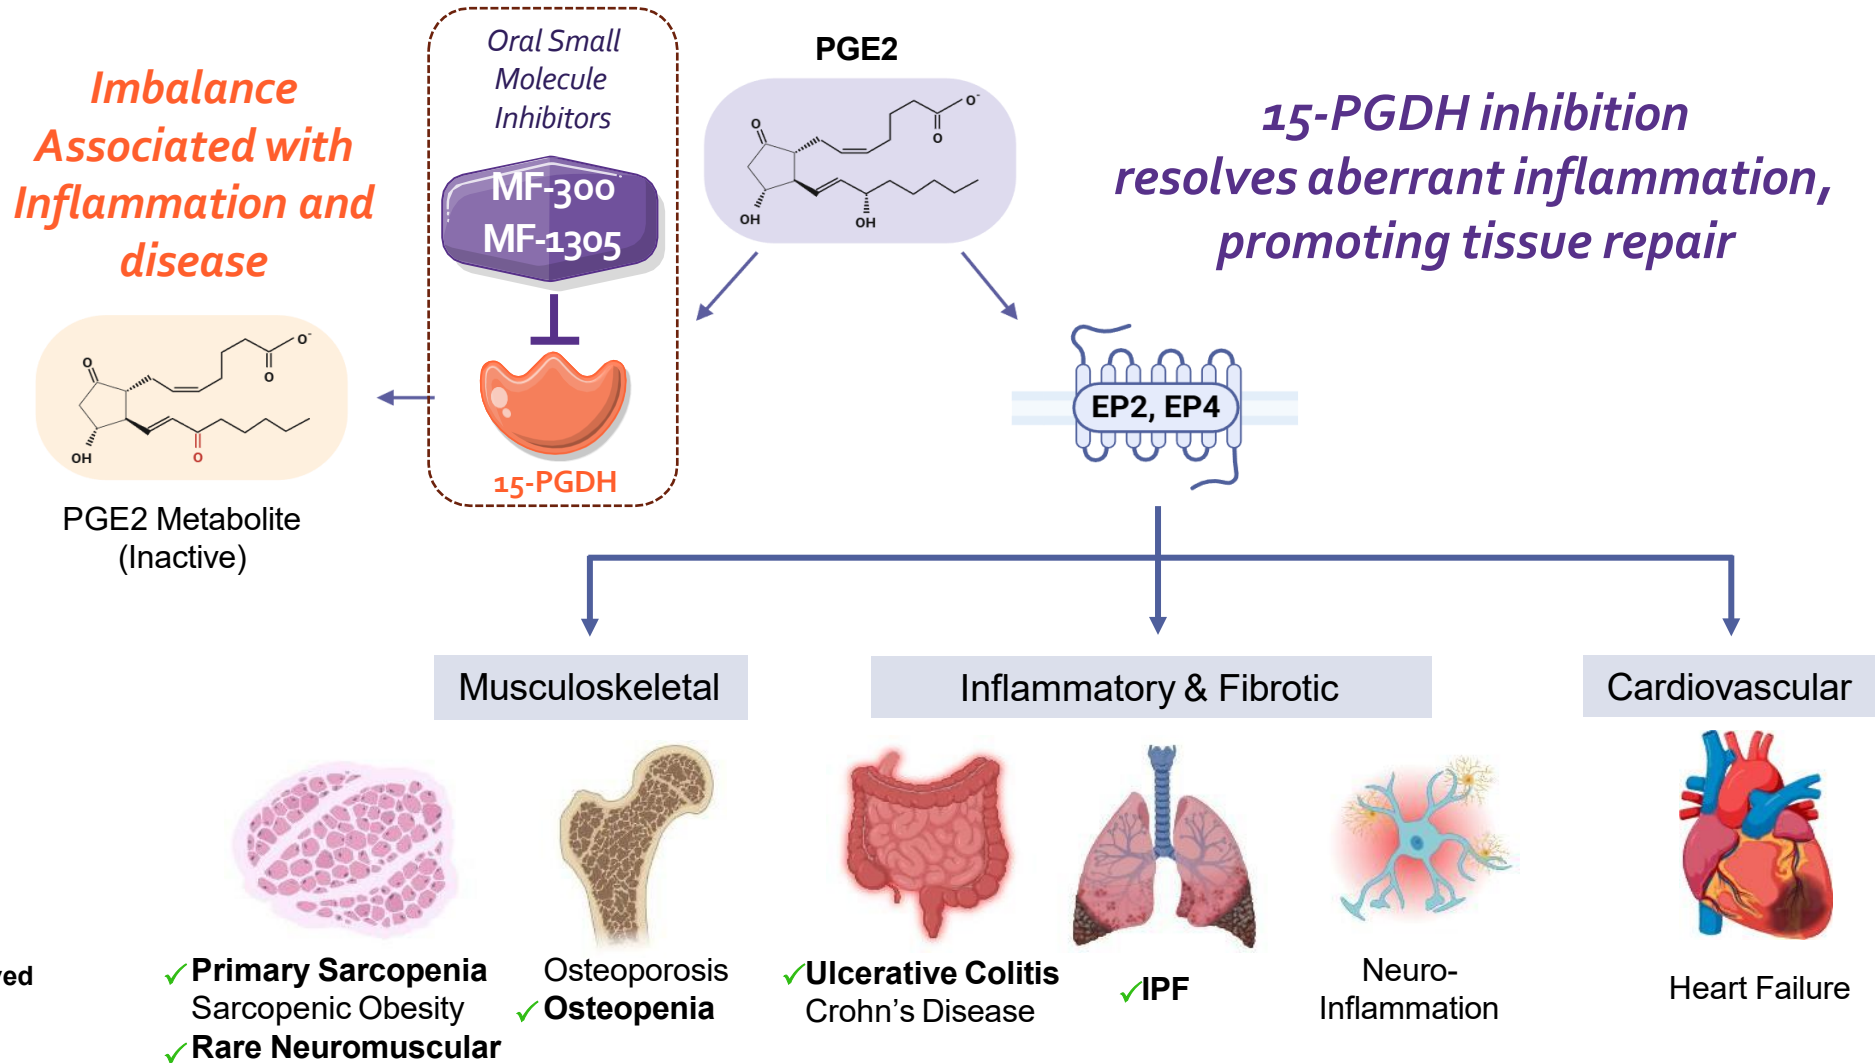 Imbalance
Associated with
Inflammation and
disease
Oral Small
Molecule
Inhibitors
MF-300
MF-1305
15-PGDH
PGE2
O
O
O-
OH
OH
15-PGDH inhibition
resolves aberrant inflammation,
promoting tissue repair
O
O
O-
OH
O
PGE2 Metabolite
(Inactive)
EP2, EP4
Musculoskeletal
Inflammatory & Fibrotic
Cardiovascular
✓Primary Sarcopenia
Sarcopenic Obesity
✓Rare Neuromuscular
Osteoporosis
✓Osteopenia
✓Ulcerative Colitis
Crohn's Disease
✓IPF
Neuro-
Inflammation
Heart Failure